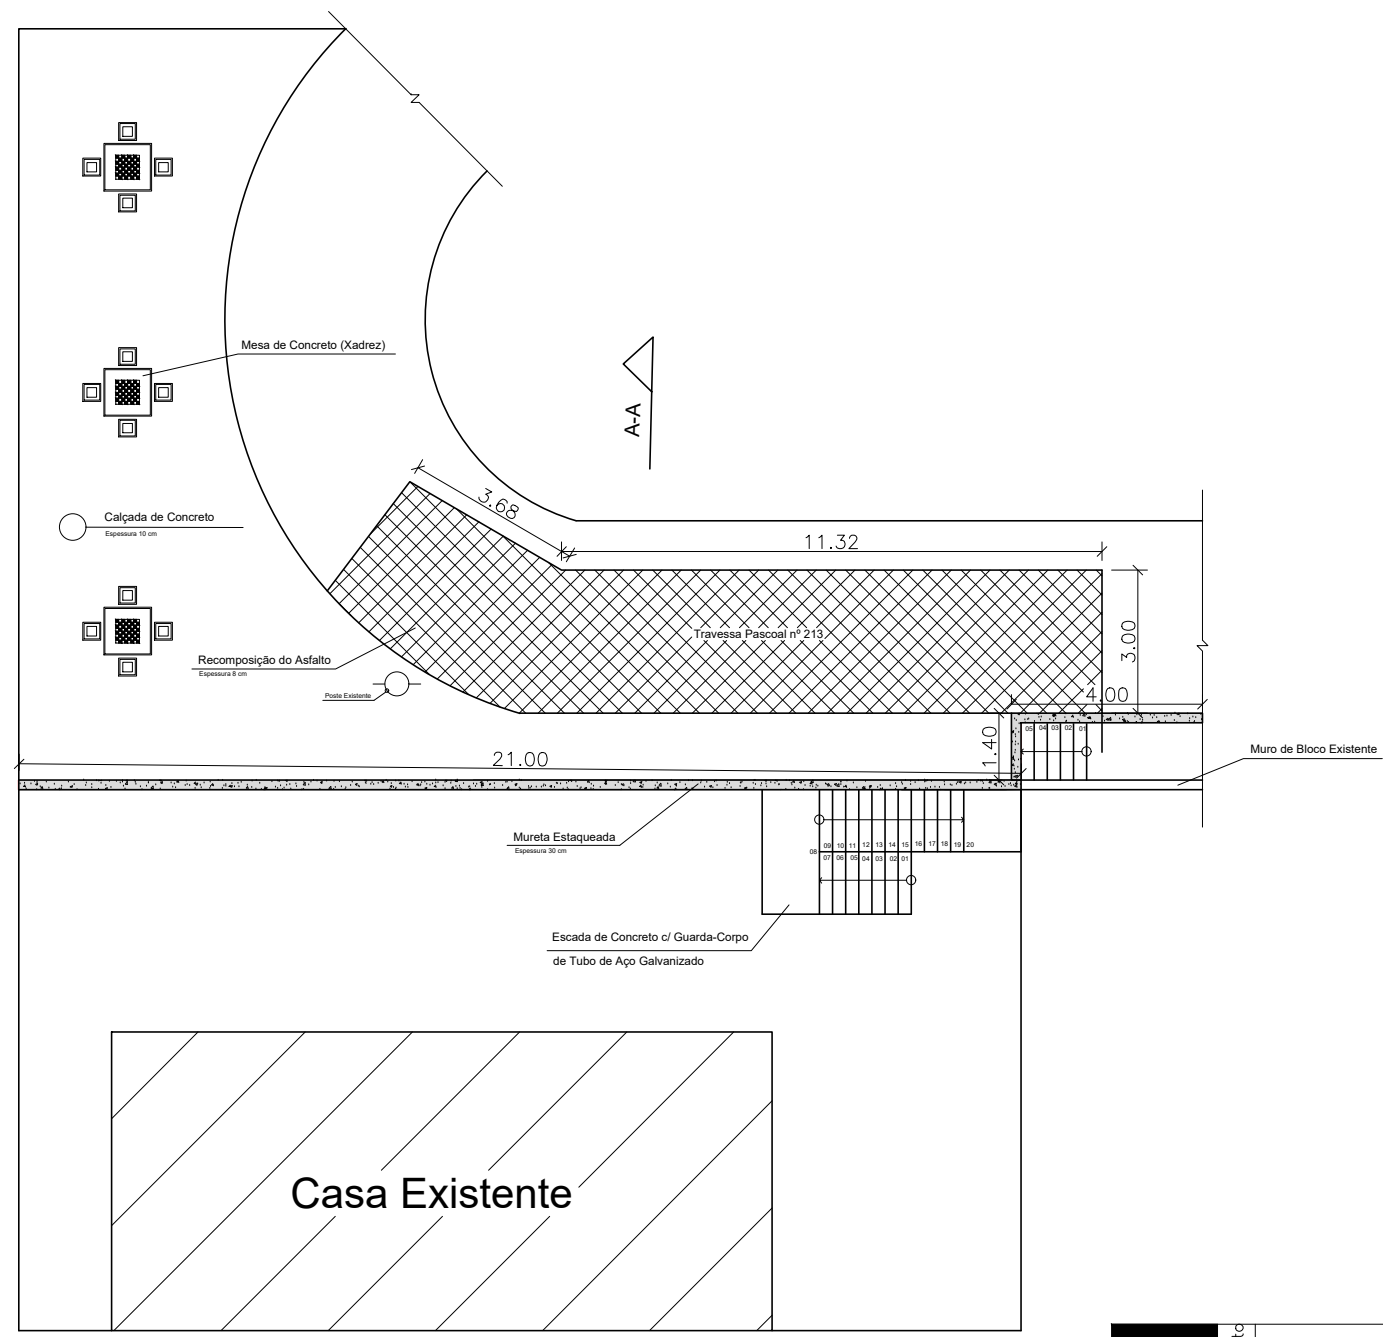 Mesa de Concreto (Xadrez)
A-A
3.68
Calçada de Concreto
Espessura 10 cm
11.32
Travessa Pascoal nº 213
3.00
Recomposição do Asfalto
Espessura 8 cm
Poste Existente
4.00
1.40
05 04 03 02 01
21.00
Muro de Bloco Existente
Mureta Estaqueada
Espessura 30 cm
09 10 11 12 13 14 15 16 17 18 19 20
08
07 06 05 04 03 02 01
Escada de Concreto c/ Guarda-Corpo
de Tubo de Aço Galvanizado
Casa Existente